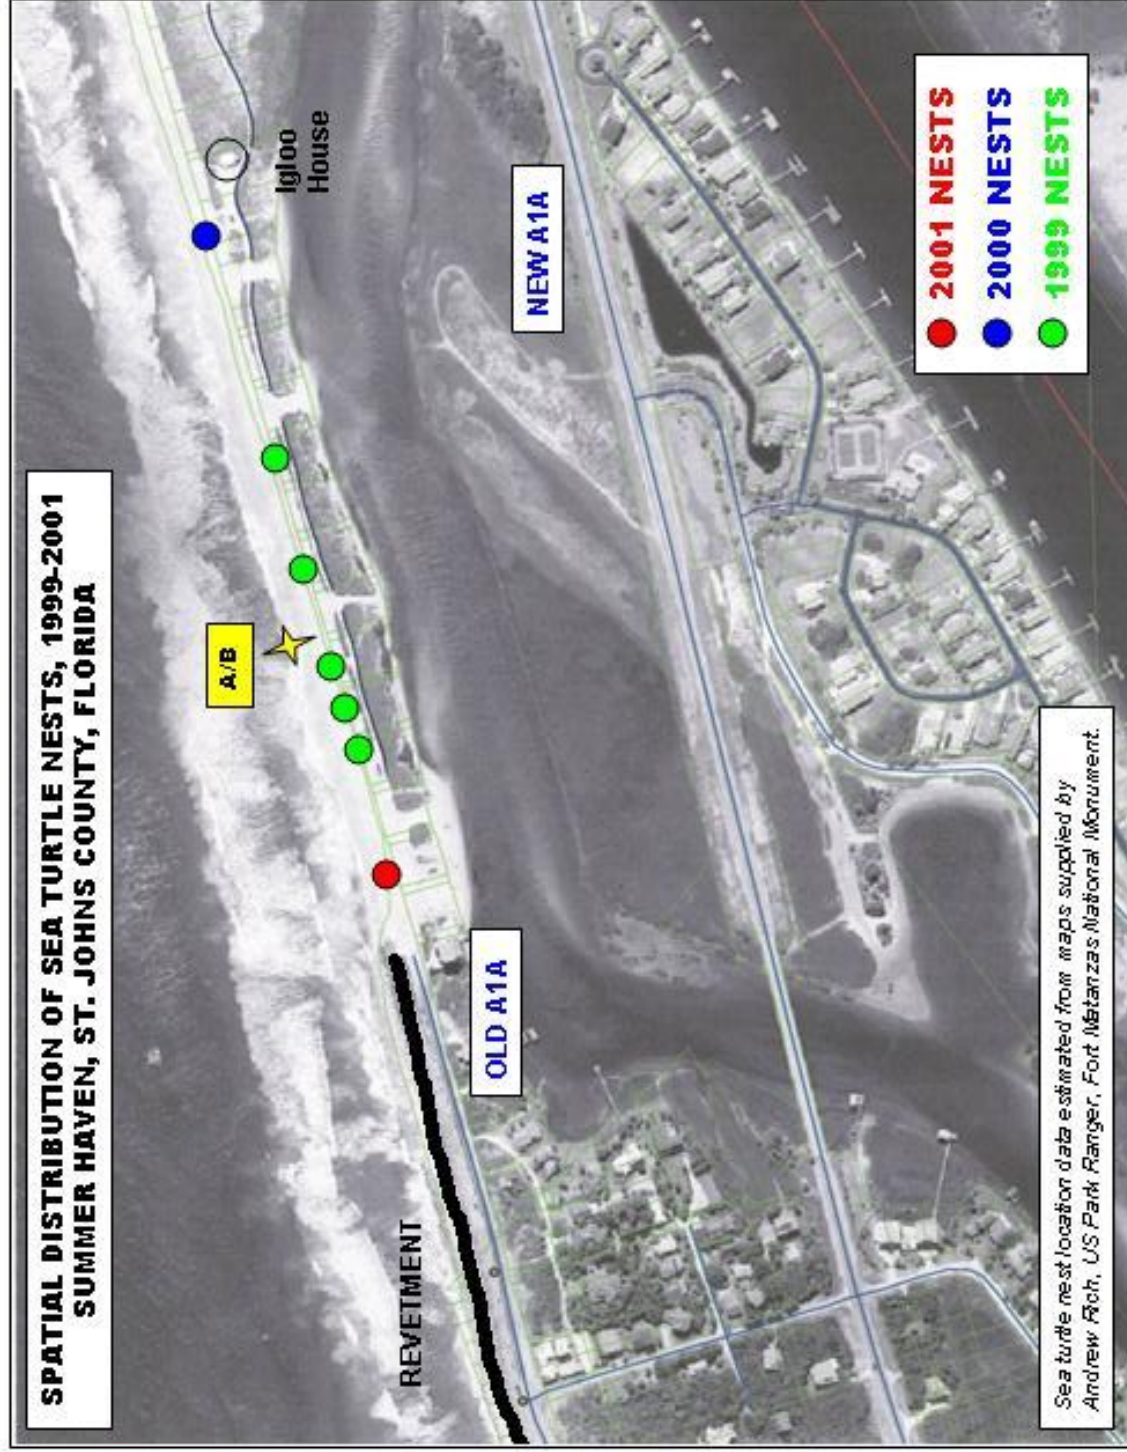 SPATIAL DISTRIBUTION OF SEA TURTLE NESTS, 1999-2001
SUMMER HAVEN, ST. JOHNS COUNTY, FLORIDA
A/B
Igloo
House
REVETMENT
OLD A1A
NEW A1A
2001 NESTS
2000 NESTS
1999 NESTS
Sea turtle nest location data estimated from maps supplied by
Andrew Rich, US Park Ranger, Fort Matanzas National Monument.